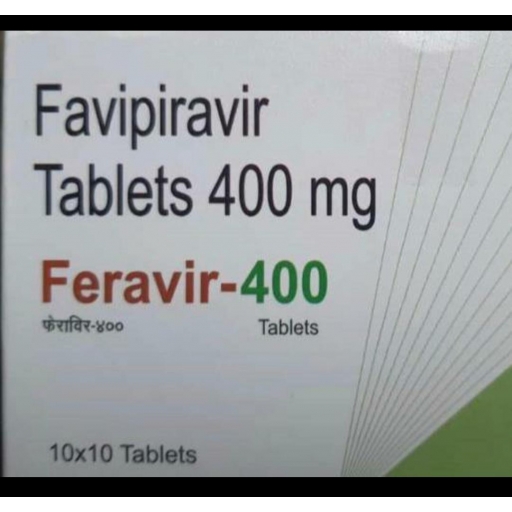 Favipiravir
Tablets 400 mg
Feravir-400
फेराविर-४००
Tablets
10x10 Tablets